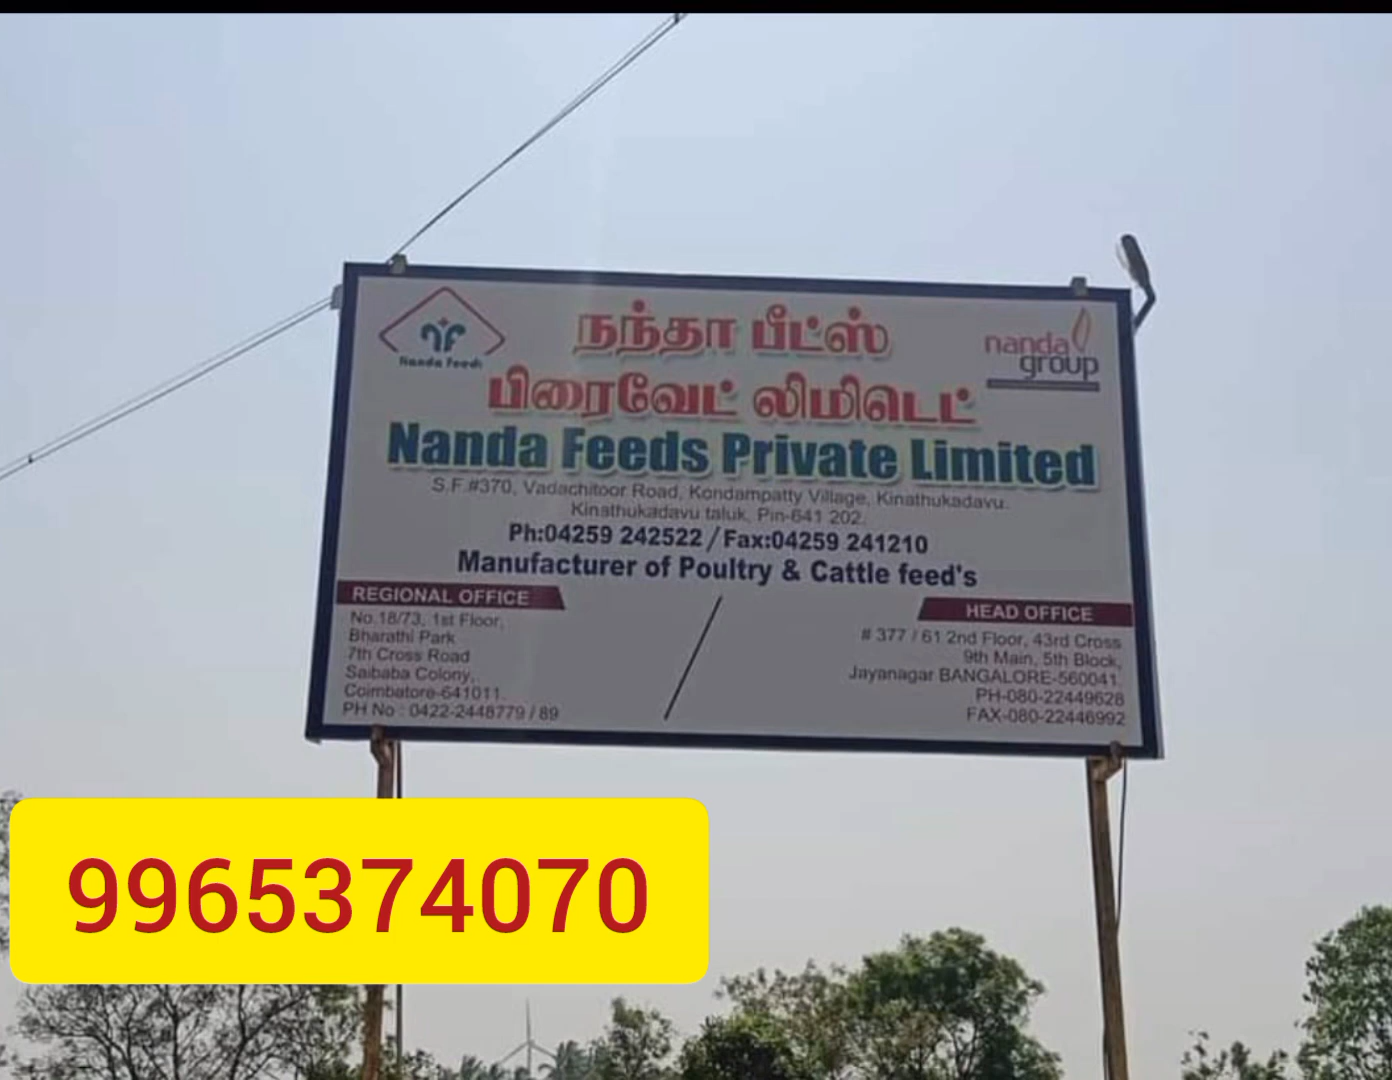 நந்தா பீட்ஸ்
பிரைவேட் லிமிடெட்
Nanda Feeds
nanda
group
Nanda Feeds Private Limited
S.F.#370, Vadachitoor Road, Kondampatty Village, Kinathukadavu.
Kinathukadavu taluk, Pin-641 202.
Ph:04259 242522 / Fax:04259 241210
Manufacturer of Poultry & Cattle feed's
REGIONAL OFFICE
No.18/73, 1st Floor,
Bharathi Park
7th Cross Road
Saibaba Colony,
Coimbatore-641011.
PH No : 0422-2448779 / 89
HEAD OFFICE
# 377 / 61 2nd Floor, 43rd Cross
9th Main, 5th Block,
Jayanagar BANGALORE-560041.
PH-080-22449628
FAX-080-22446992
9965374070